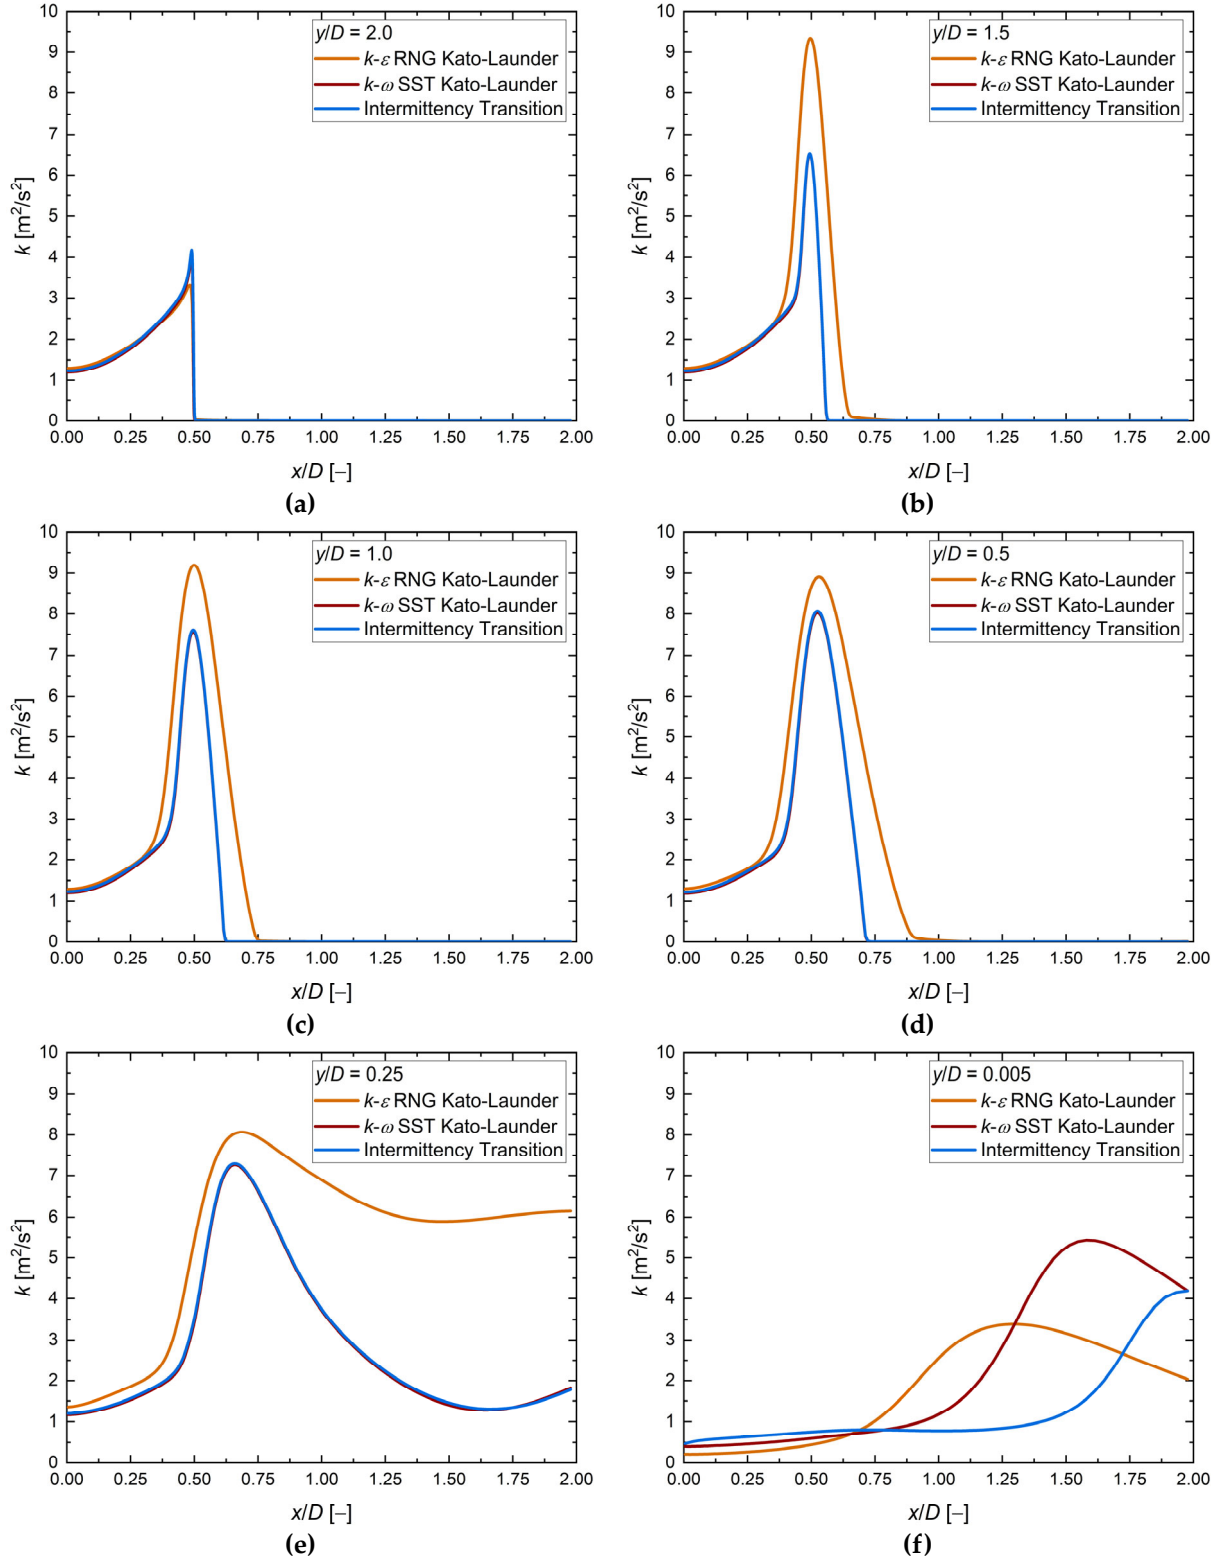 y/D = 2.0
k-ε RNG Kato-Launder
k-ω SST Kato-Launder
Intermittency Transition
k [m²/s²]
10
9
8
7
6
5
4
3
2
1
0
0.00 0.25 0.50 0.75 1.00 1.25 1.50 1.75 2.00
x/D [–]
(a)
y/D = 1.5
k-ε RNG Kato-Launder
k-ω SST Kato-Launder
Intermittency Transition
k [m²/s²]
10
9
8
7
6
5
4
3
2
1
0
0.00 0.25 0.50 0.75 1.00 1.25 1.50 1.75 2.00
x/D [–]
(b)
y/D = 1.0
k-ε RNG Kato-Launder
k-ω SST Kato-Launder
Intermittency Transition
k [m²/s²]
10
9
8
7
6
5
4
3
2
1
0
0.00 0.25 0.50 0.75 1.00 1.25 1.50 1.75 2.00
x/D [–]
(c)
y/D = 0.5
k-ε RNG Kato-Launder
k-ω SST Kato-Launder
Intermittency Transition
k [m²/s²]
10
9
8
7
6
5
4
3
2
1
0
0.00 0.25 0.50 0.75 1.00 1.25 1.50 1.75 2.00
x/D [–]
(d)
y/D = 0.25
k-ε RNG Kato-Launder
k-ω SST Kato-Launder
Intermittency Transition
k [m²/s²]
10
9
8
7
6
5
4
3
2
1
0
0.00 0.25 0.50 0.75 1.00 1.25 1.50 1.75 2.00
x/D [–]
(e)
y/D = 0.005
k-ε RNG Kato-Launder
k-ω SST Kato-Launder
Intermittency Transition
k [m²/s²]
10
9
8
7
6
5
4
3
2
1
0
0.00 0.25 0.50 0.75 1.00 1.25 1.50 1.75 2.00
x/D [–]
(f)